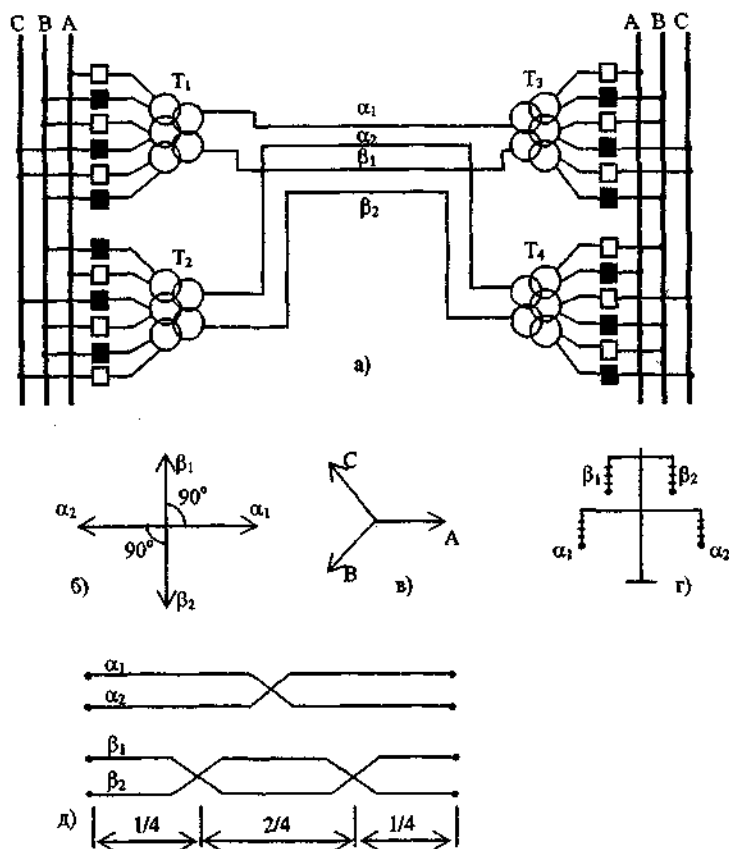 C B A
A B C
T₁
T₃
α₁
α₂
β₁
β₂
T₂
T₄
а)
β₁
90°
α₂
α₁
90°
β₂
б)
C
A
B
в)
β₁
β₂
α₁
α₂
г)
α₁
α₂
β₁
β₂
д)
1/4
2/4
1/4